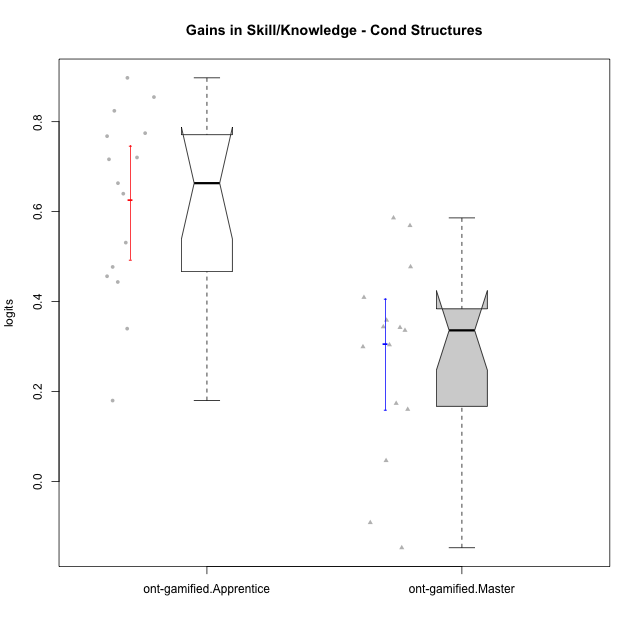 Gains in Skill/Knowledge - Cond Structures
logits
0.8
0.6
0.4
0.2
0.0
ont-gamified.Apprentice
ont-gamified.Master